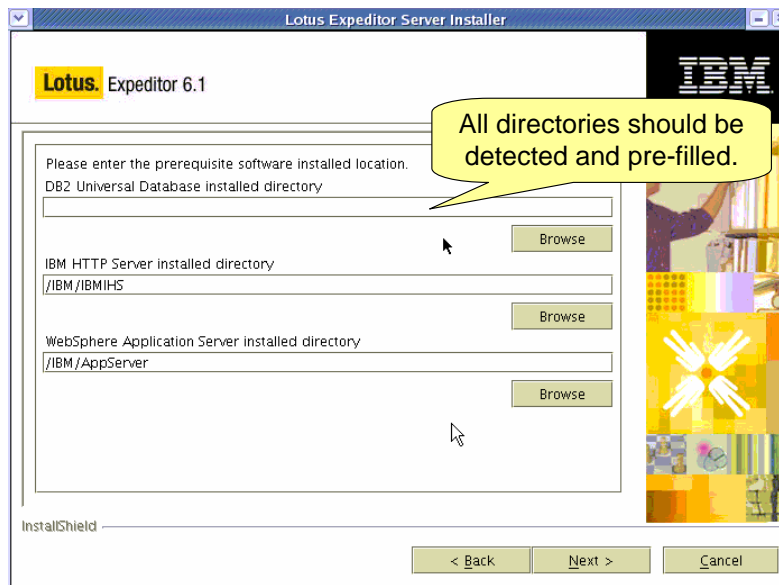 Lotus Expeditor Server Installer
Lotus. Expeditor 6.1
IBM.
All directories should be
detected and pre-filled.
Please enter the prerequisite software installed location.
DB2 Universal Database installed directory
Browse
IBM HTTP Server installed directory
/IBM/IBMIHS
Browse
WebSphere Application Server installed directory
/IBM/AppServer
Browse
InstallShield
< Back Next > Cancel